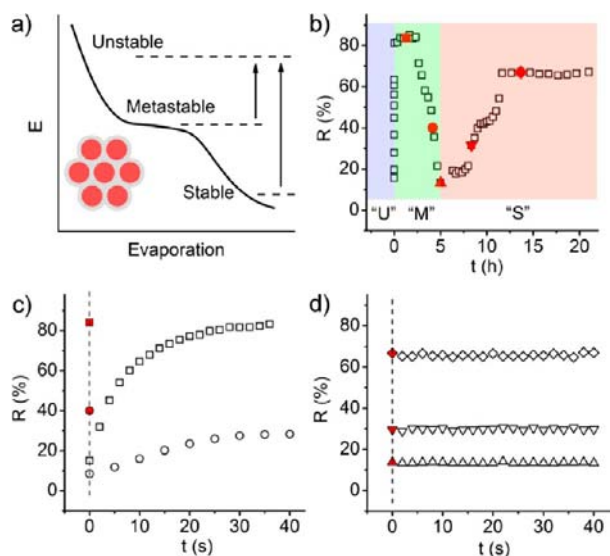 a)
Unstable
Metastable
Stable
E
Evaporation
b)
R (%)
80
60
40
20
0
"U" "M" "S"
0 5 10 15 20
t (h)
c)
R (%)
80
60
40
20
0
0 10 20 30 40
t (s)
d)
R (%)
80
60
40
20
0
0 10 20 30 40
t (s)